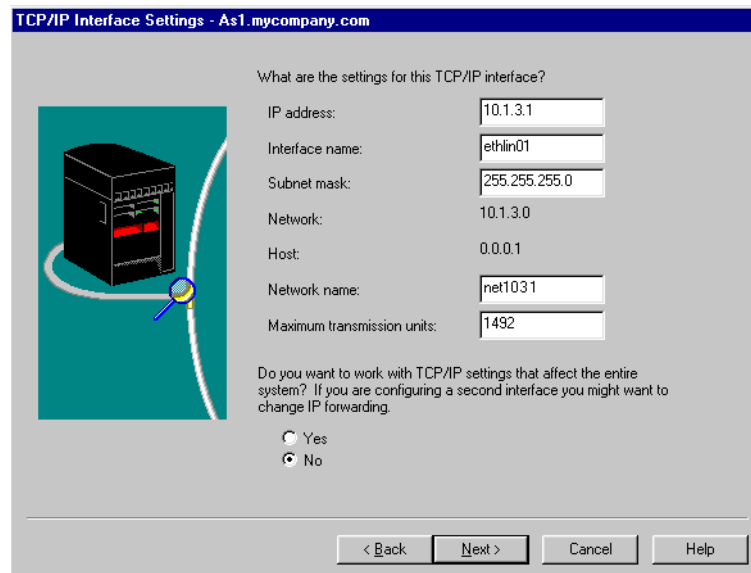 TCP/IP Interface Settings - As1.mycompany.com
What are the settings for this TCP/IP interface?
IP address: 10.1.3.1
Interface name: ethlin01
Subnet mask: 255.255.255.0
Network: 10.1.3.0
Host: 0.0.0.1
Network name: net1031
Maximum transmission units: 1492
Do you want to work with TCP/IP settings that affect the entire
system? If you are configuring a second interface you might want to
change IP forwarding.
Yes
No
< Back Next > Cancel Help